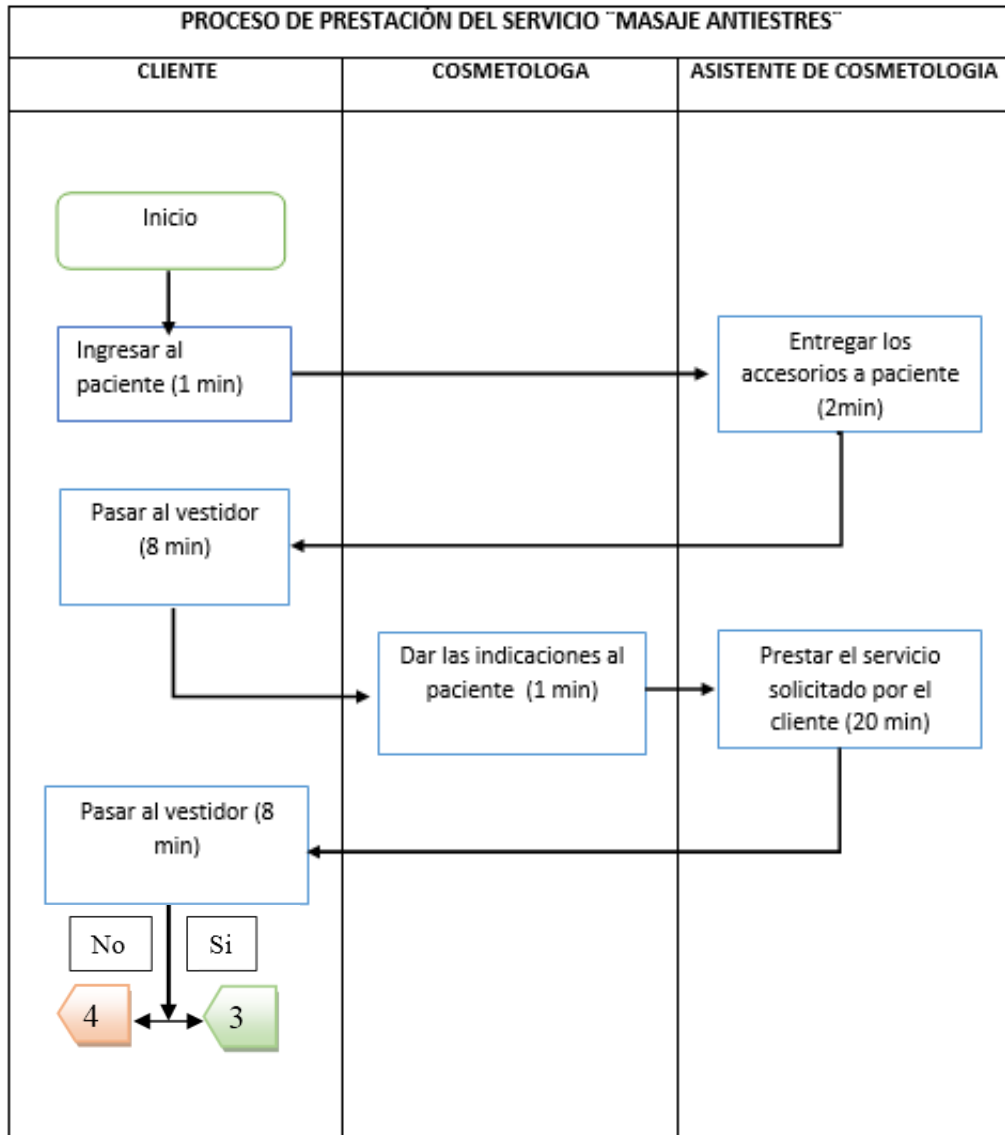 PROCESO DE PRESTACIÒN DEL SERVICIO ¨MASAJE ANTIESTRES¨
CLIENTE
COSMETOLOGA
ASISTENTE DE COSMETOLOGIA
Inicio
Ingresar al
paciente (1 min)
Entregar los
accesorios a paciente
(2min)
Pasar al vestidor
(8 min)
Dar las indicaciones al
paciente (1 min)
Prestar el servicio
solicitado por el
cliente (20 min)
Pasar al vestidor (8
min)
No
Si
4
3